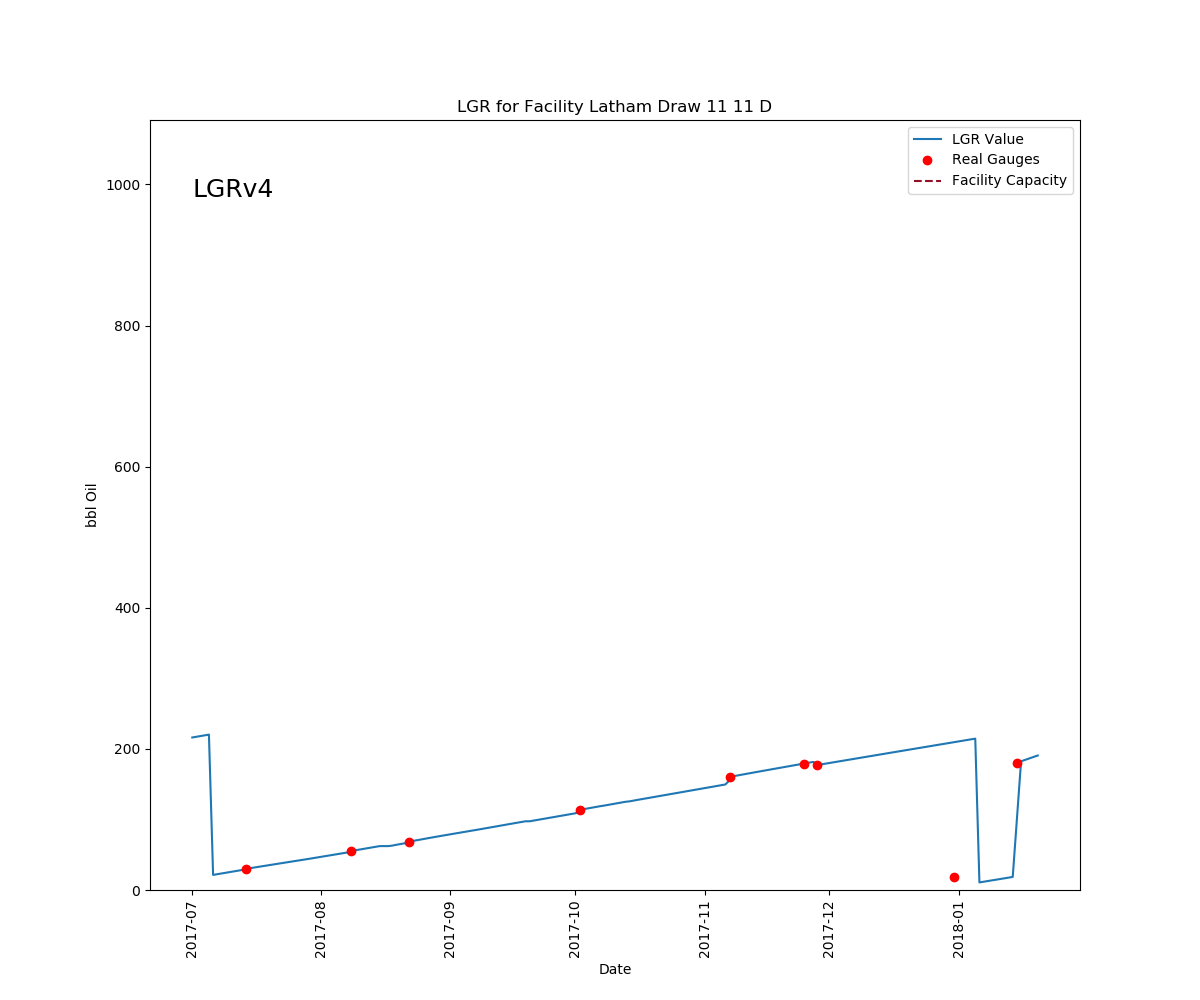 LGR for Facility Latham Draw 11 11 D
LGR Value
Real Gauges
Facility Capacity
LGRv4
1000
800
600
400
200
0
bbl Oil
2017-07
2017-08
2017-09
2017-10
2017-11
2017-12
2018-01
Date